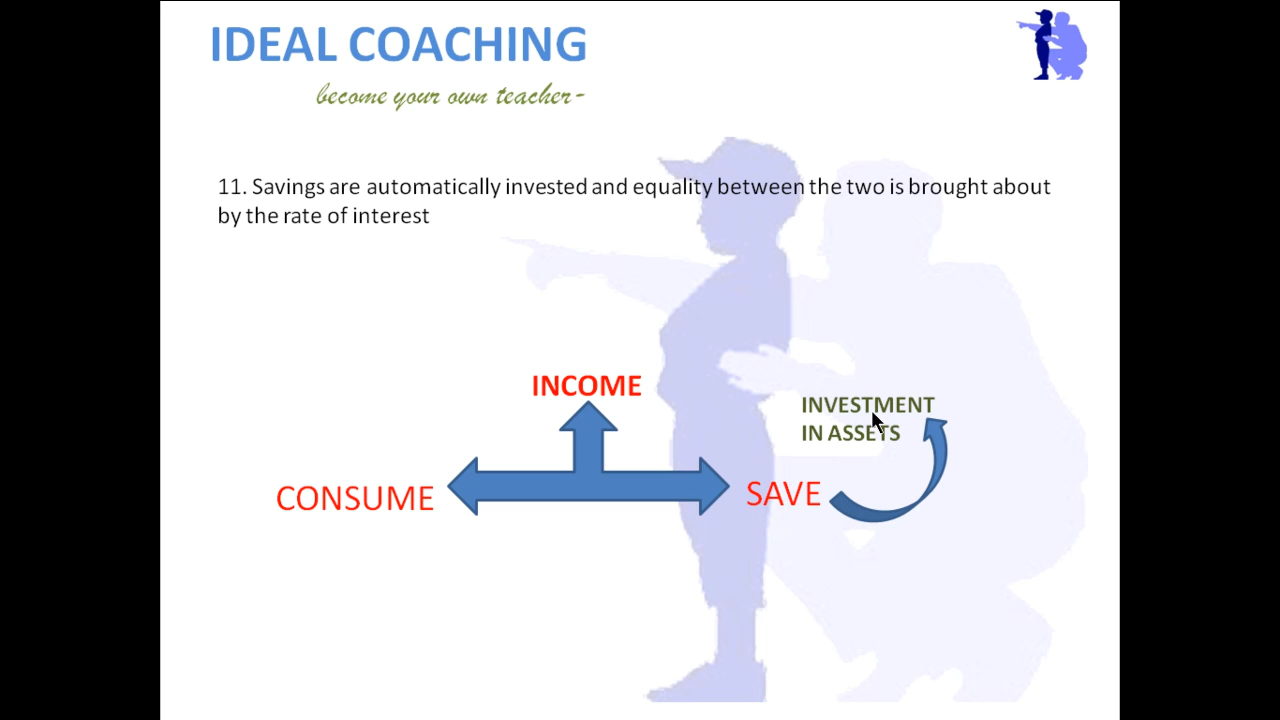 IDEAL COACHING
become your own teacher-
11. Savings are automatically invested and equality between the two is brought about
by the rate of interest
INCOME
INVESTMENT
IN ASSETS
CONSUME
SAVE